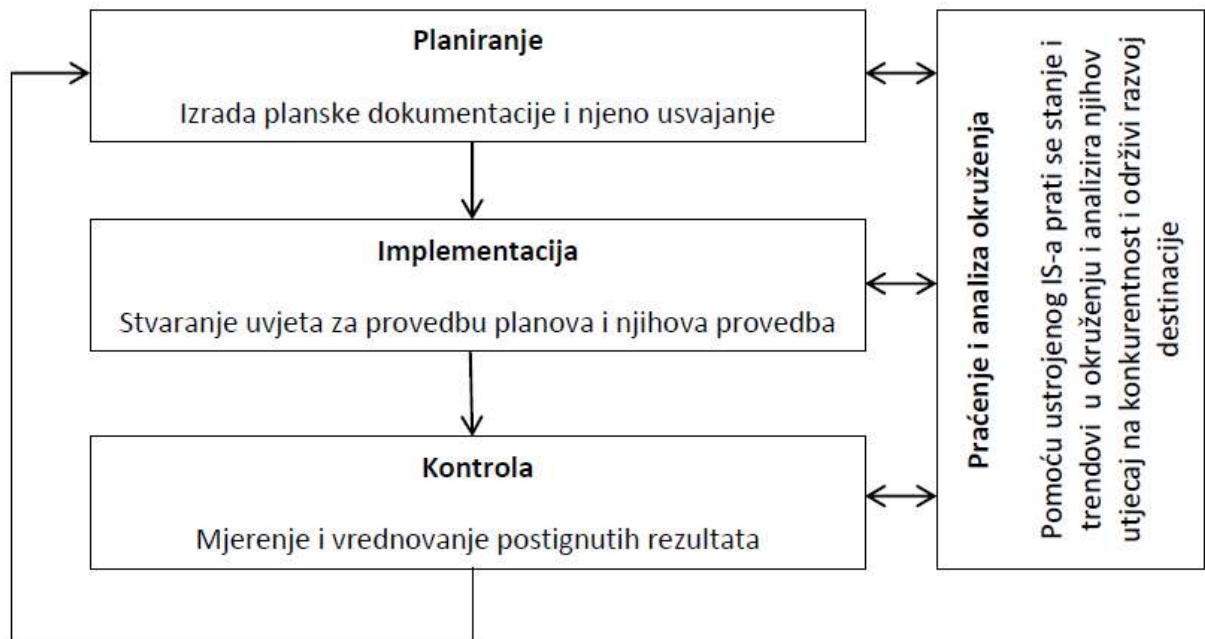 Planiranje
Izrada planske dokumentacije i njeno usvajanje
Implementacija
Stvaranje uvjeta za provedbu planova i njihova provedba
Kontrola
Mjerenje i vrednovanje postignutih rezultata
Praćenje i analiza okruženja
Pomoću ustrojenog IS-a prati se stanje i
trendovi u okruženju i analizira njihov
utjecaj na konkurentnost i održivi razvoj
destinacije